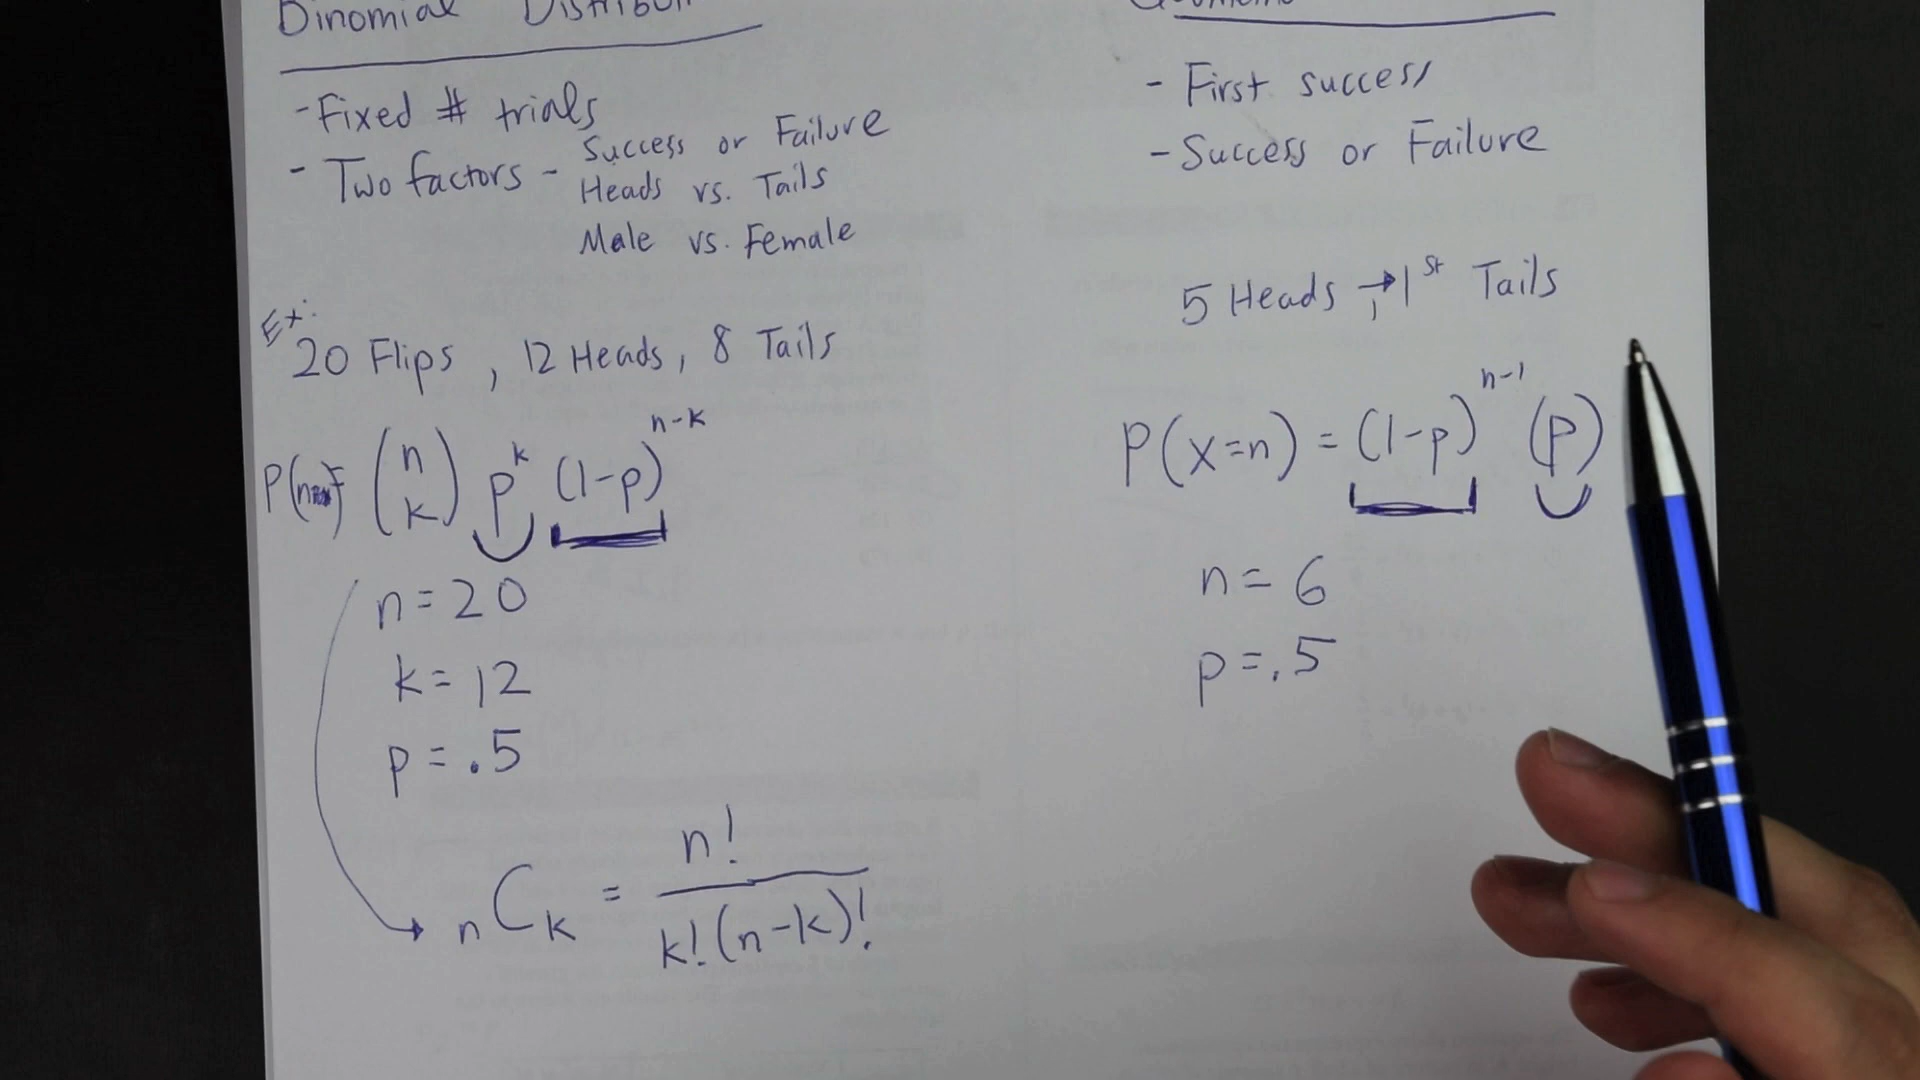 Binomial
- Fixed # trials
- Two factors - Success or Failure
Heads vs. Tails
Male vs. Female
Ex:
20 Flips, 12 Heads, 8 Tails
(n k) p^k (1-p)^n-k
n = 20
k = 12
p = .5
nCk = n! / k!(n-k)!
- First success
- Success or Failure
5 Heads → 1st Tails
P(x=n) = (1-p)^n-1 (p)
n = 6
p = .5